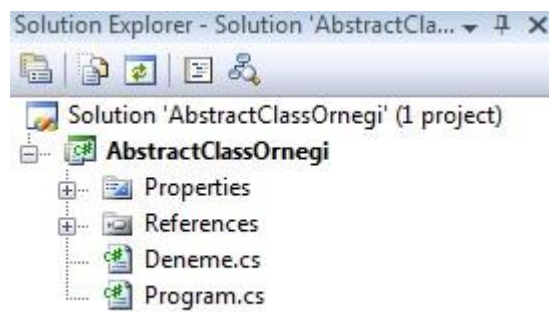 Solution Explorer - Solution 'AbstractCla...
Solution 'AbstractClassOrnegi' (1 project)
AbstractClassOrnegi
Properties
References
Deneme.cs
Program.cs